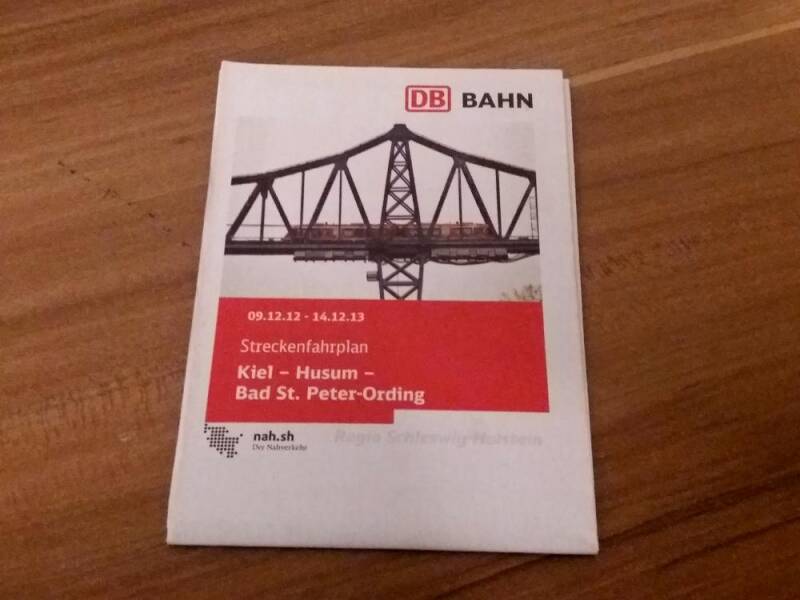 DB BAHN
09.12.12 - 14.12.13
Streckenfahrplan
Kiel – Husum –
Bad St. Peter-Ording
nah.sh
Der Nahverkehr
Regio Schleswig-Holstein